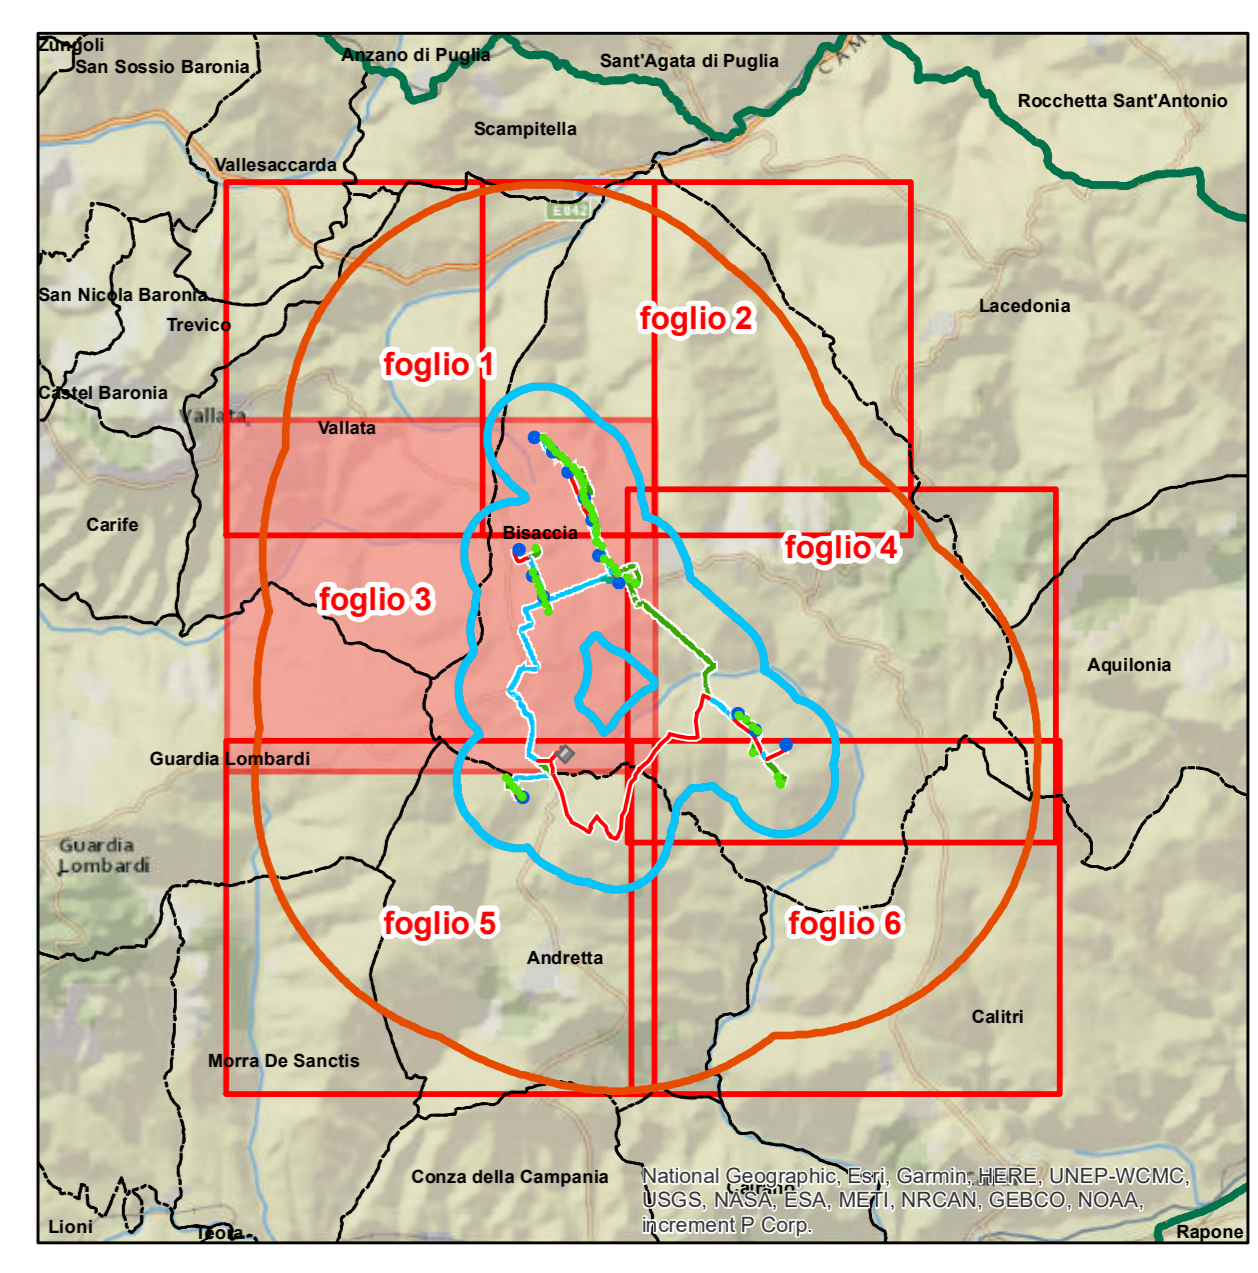 Zungoli
San Sossio Baronia
Anzano di Puglia
Sant'Agata di Puglia
Rocchetta Sant'Antonio
Scampitella
Vallesaccarda
E842
San Nicola Baronia
Trevico
Lacedonia
foglio 2
foglio 1
Castel Baronia
Vallata
Vallata
Carife
Bisaccia
foglio 4
foglio 3
Aquilonia
Guardia Lombardi
Guardia
Lombardi
foglio 5
foglio 6
Andretta
Calitri
Morra De Sanctis
Conza della Campania
National Geographic, Esri, Garmin, HERE, UNEP-WCMC,
USGS, NASA, ESA, METI, NRCAN, GEBCO, NOAA,
increment P Corp.
Cairano
Lioni
Teora
Rapone